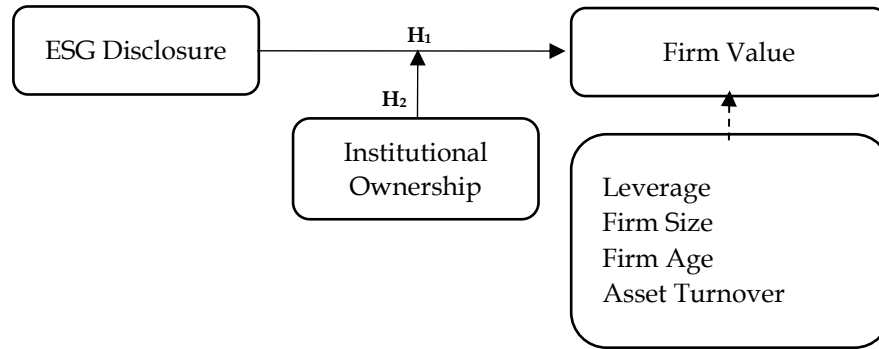 ESG Disclosure
H₁
Firm Value
H₂
Institutional
Ownership
Leverage
Firm Size
Firm Age
Asset Turnover